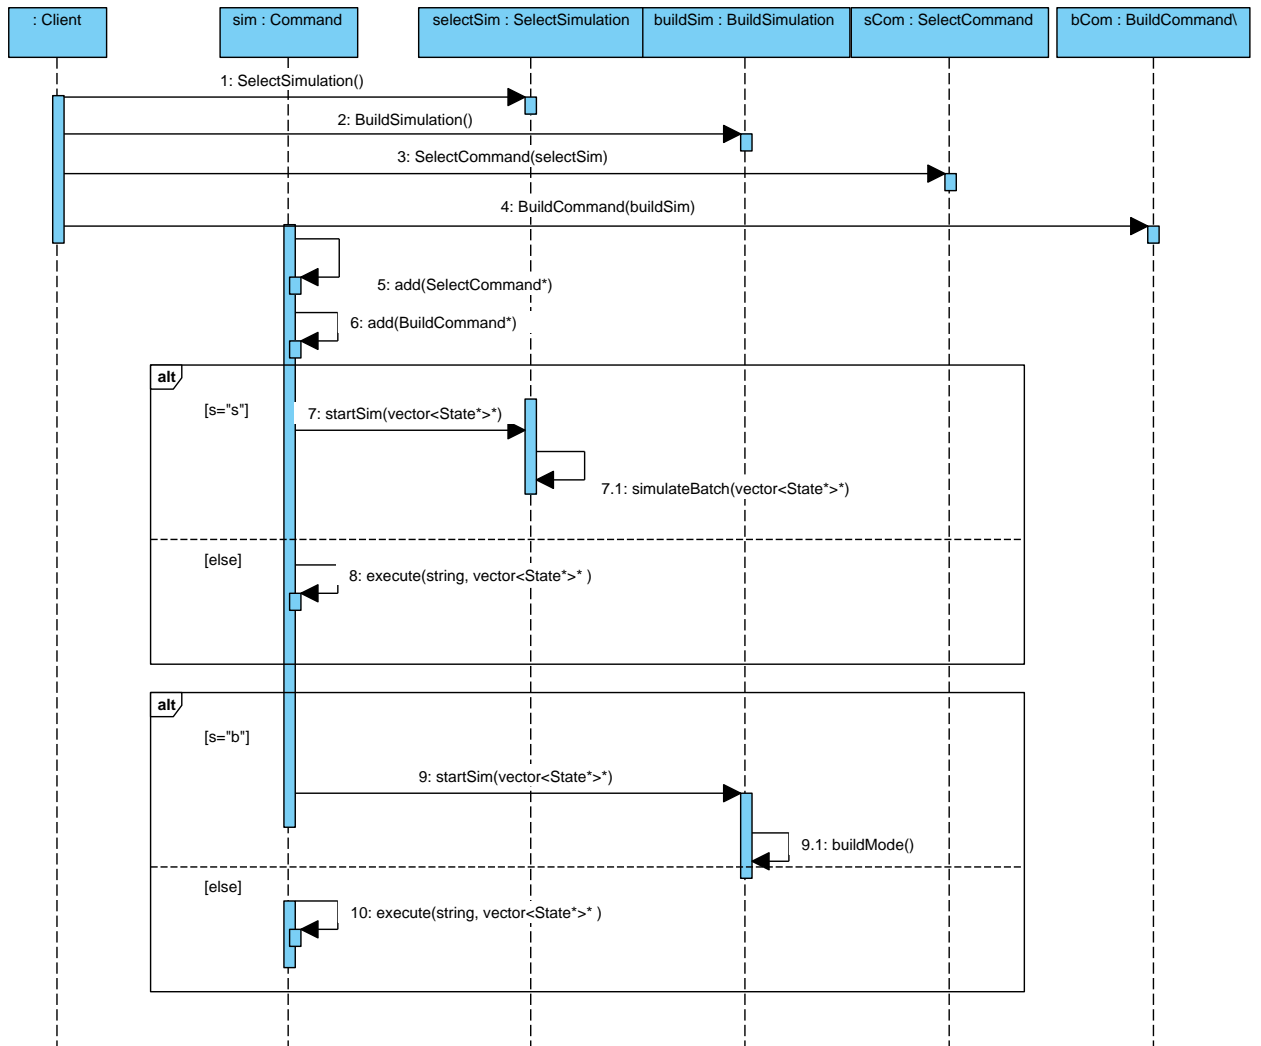 : Client
sim : Command
selectSim : SelectSimulation
buildSim : BuildSimulation
sCom : SelectCommand
bCom : BuildCommand\
1: SelectSimulation()
2: BuildSimulation()
3: SelectCommand(selectSim)
4: BuildCommand(buildSim)
5: add(SelectCommand*)
6: add(BuildCommand*)
alt
[s="s"]
7: startSim(vector<State*>*)
7.1: simulateBatch(vector<State*>*)
[else]
8: execute(string, vector<State*>* )
alt
[s="b"]
9: startSim(vector<State*>*)
9.1: buildMode()
[else]
10: execute(string, vector<State*>* )